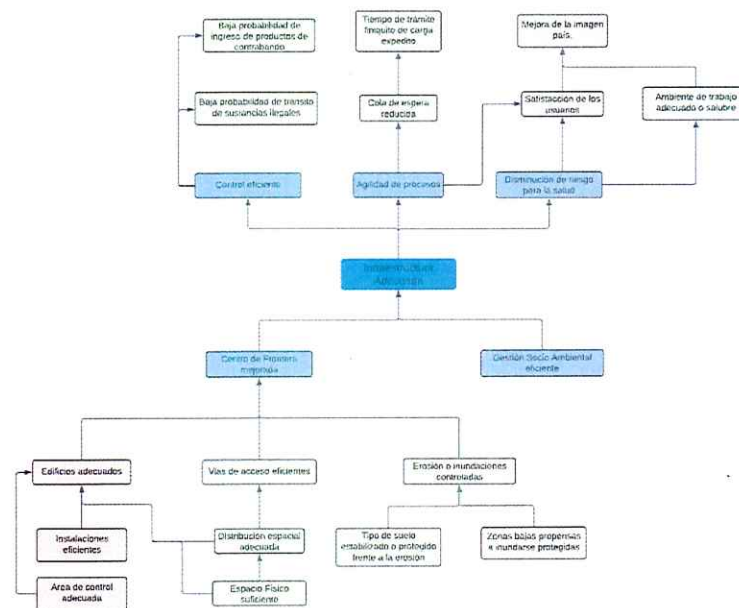 Baja probabilidad de
ingreso de productos de
contrabando
Tiempo de trámite
finiquito de carga
expedito
Mejora de la imagen
país.
Baja probabilidad de transito
de sustancias ilegales
Cola de espera
reducida
Satisfacción de los
usuarios
Ambiente de trabajo
adecuado o salubre
Control eficiente
Agilidad de procesos
Disminución de riesgo
para la salud
Infraestructura
Adecuada
Centro de Frontera
mejorada
Gestión Socio Ambiental
eficiente
Edificios adecuados
Vías de acceso eficientes
Erosión o inundaciones
controladas
Instalaciones
eficientes
Distribución espacial
adecuada
Tipo de suelo
estabilizado o protegido
frente a la erosión
Zonas bajas propensas
a inundarse protegidas
Área de control
adecuada
Espacio Físico
suficiente